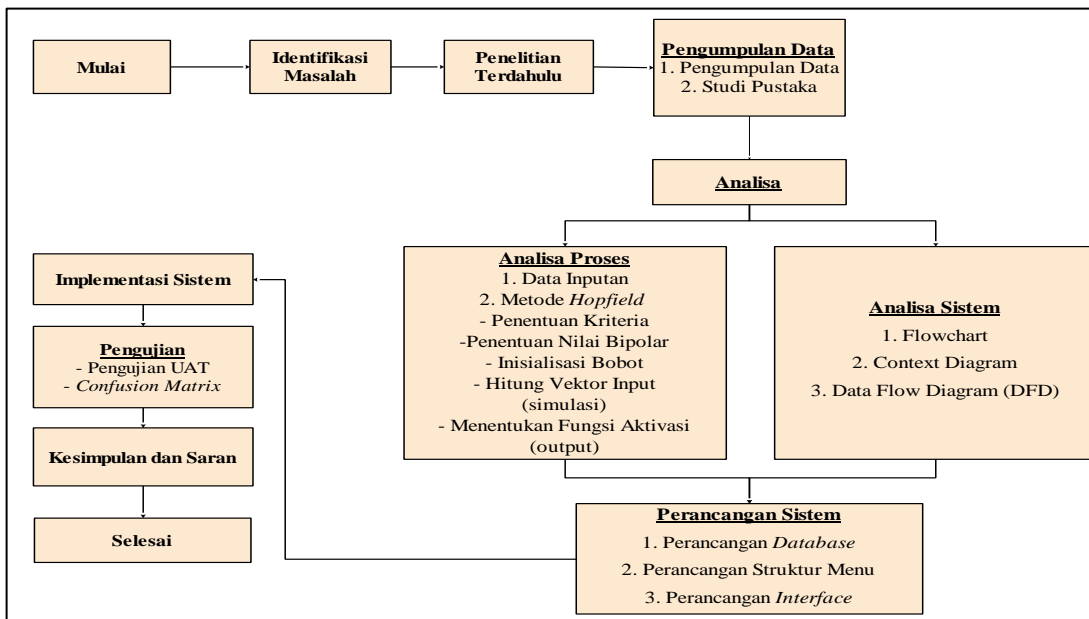 Mulai
Identifikasi
Masalah
Penelitian
Terdahulu
Pengumpulan Data
1. Pengumpulan Data
2. Studi Pustaka
Analisa
Analisa Proses
1. Data Inputan
2. Metode Hopfield
- Penentuan Kriteria
-Penentuan Nilai Bipolar
- Inisialisasi Bobot
- Hitung Vektor Input
(simulasi)
- Menentukan Fungsi Aktivasi
(output)
Analisa Sistem
1. Flowchart
2. Context Diagram
3. Data Flow Diagram (DFD)
Perancangan Sistem
1. Perancangan Database
2. Perancangan Struktur Menu
3. Perancangan Interface
Implementasi Sistem
Pengujian
- Pengujian UAT
- Confusion Matrix
Kesimpulan dan Saran
Selesai